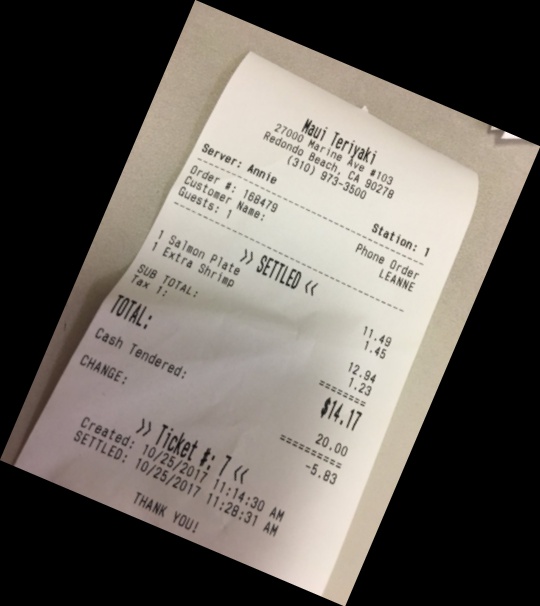 Maui Teriyaki
27000 Marine Ave #103
Redondo Beach, CA 90278
(310) 973-3500
Server: Annie Station: 1
--------------------------------
Order #: 168479 Phone Order
Customer Name: LEANNE
Guests: 1
--------------------------------
>> SETTLED <<
1 Salmon Plate 11.49
1 Extra Shrimp 1.45
SUB TOTAL: 12.94
Tax 1: 1.23
========
TOTAL: $14.17
Cash Tendered: 20.00
==========
CHANGE: -5.83
>> Ticket #: 7 <<
Created: 10/25/2017 11:14:30 AM
SETTLED: 10/25/2017 11:28:31 AM
THANK YOU!